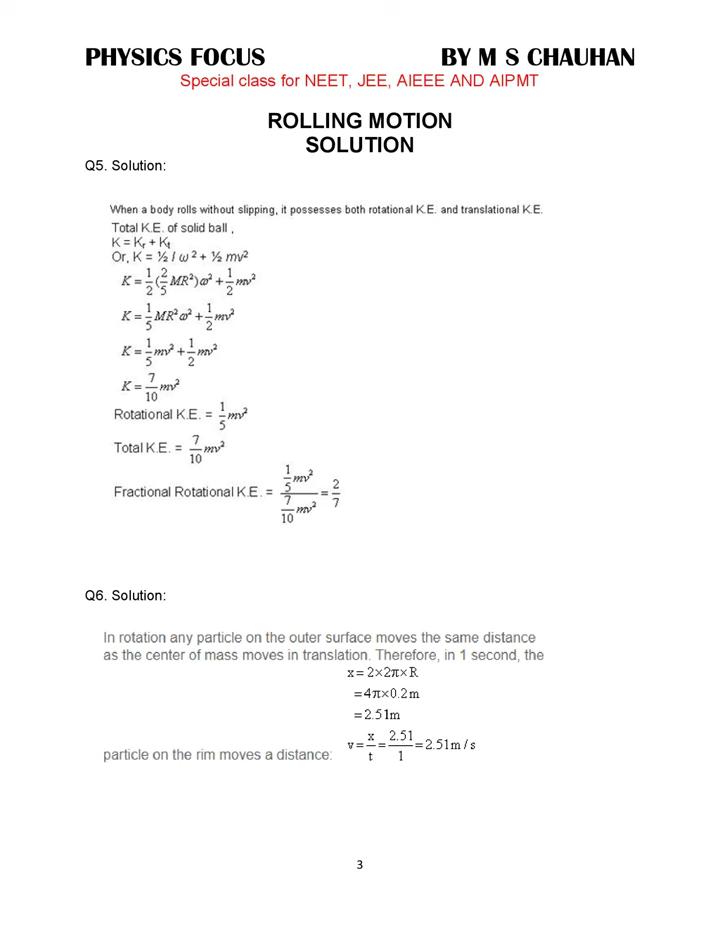 PHYSICS FOCUS BY M S CHAUHAN
Special class for NEET, JEE, AIEEE AND AIPMT
ROLLING MOTION
SOLUTION
Q5. Solution:
When a body rolls without slipping, it possesses both rotational K.E. and translational K.E.
Total K.E. of solid ball ,
K = Kᵣ + Kₜ
Or, K = ½ I ω ² + ½ mv²
K = 1/2 (2/5 MR²) ω² + 1/2 mv²
K = 1/5 MR² ω² + 1/2 mv²
K = 1/5 mv² + 1/2 mv²
K = 7/10 mv²
Rotational K.E. = 1/5 mv²
Total K.E. = 7/10 mv²
Fractional Rotational K.E. = (1/5 mv²)/(7/10 mv²) = 2/7
Q6. Solution:
In rotation any particle on the outer surface moves the same distance
as the center of mass moves in translation. Therefore, in 1 second, the
x = 2×2π×R
= 4π×0.2m
= 2.51m
particle on the rim moves a distance: v = x/t = 2.51/1 = 2.51m / s
3